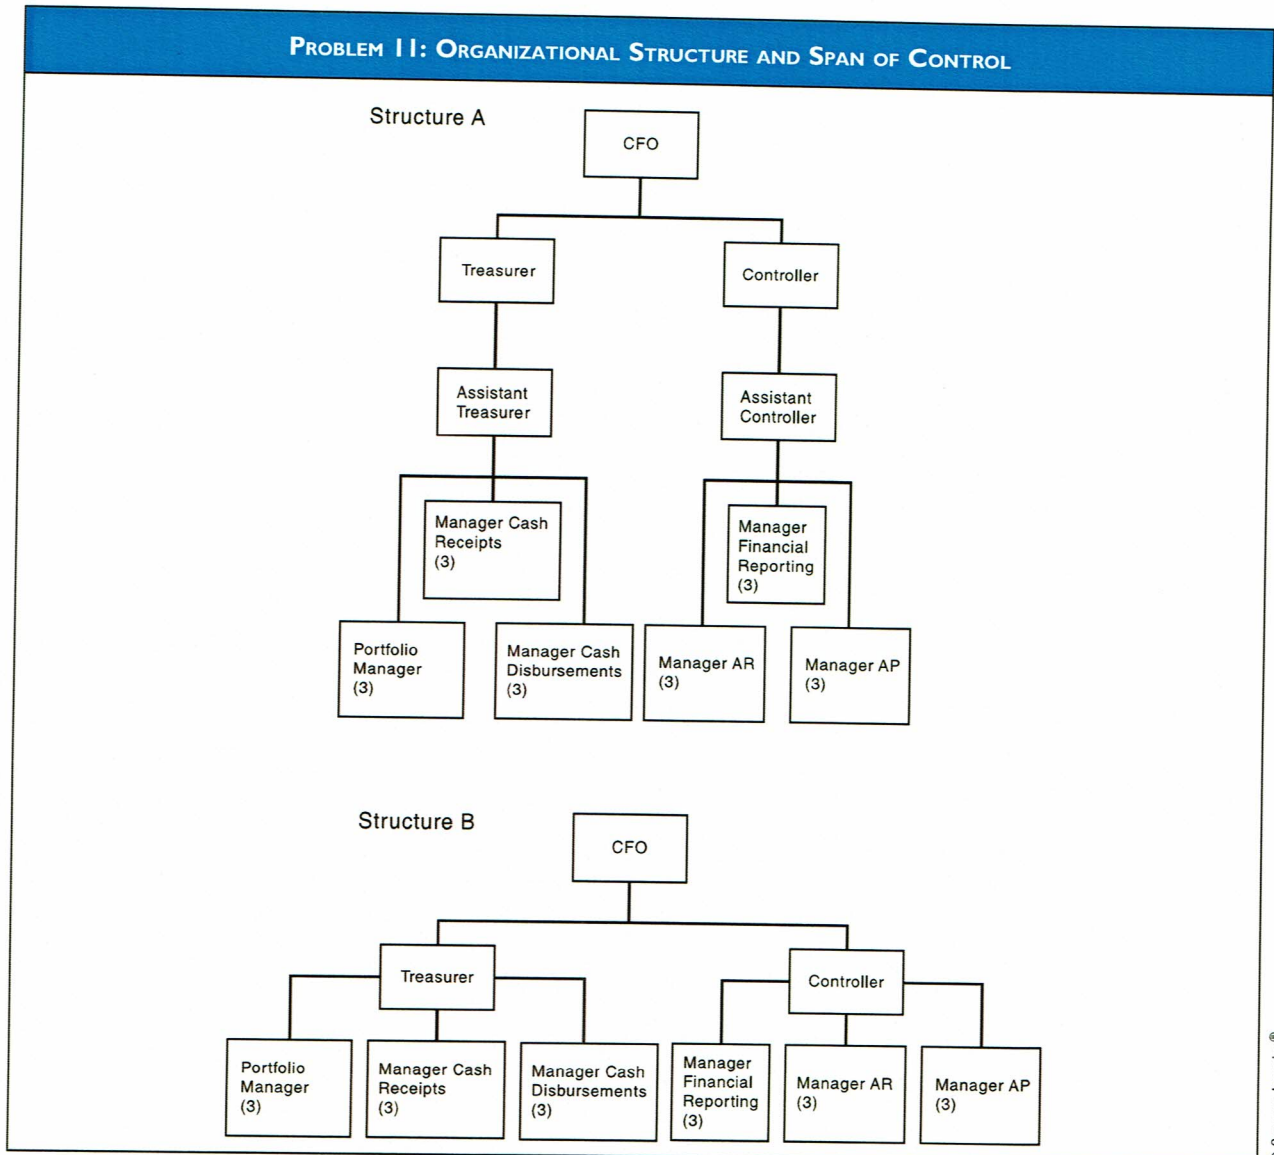 PROBLEM 11: ORGANIZATIONAL STRUCTURE AND SPAN OF CONTROL
Structure A
CFO
Treasurer
Controller
Assistant
Treasurer
Assistant
Controller
Manager Cash
Receipts
(3)
Manager
Financial
Reporting
(3)
Portfolio
Manager
(3)
Manager Cash
Disbursements
(3)
Manager AR
(3)
Manager AP
(3)
Structure B
CFO
Treasurer
Controller
Portfolio
Manager
(3)
Manager Cash
Receipts
(3)
Manager Cash
Disbursements
(3)
Manager
Financial
Reporting
(3)
Manager AR
(3)
Manager AP
(3)